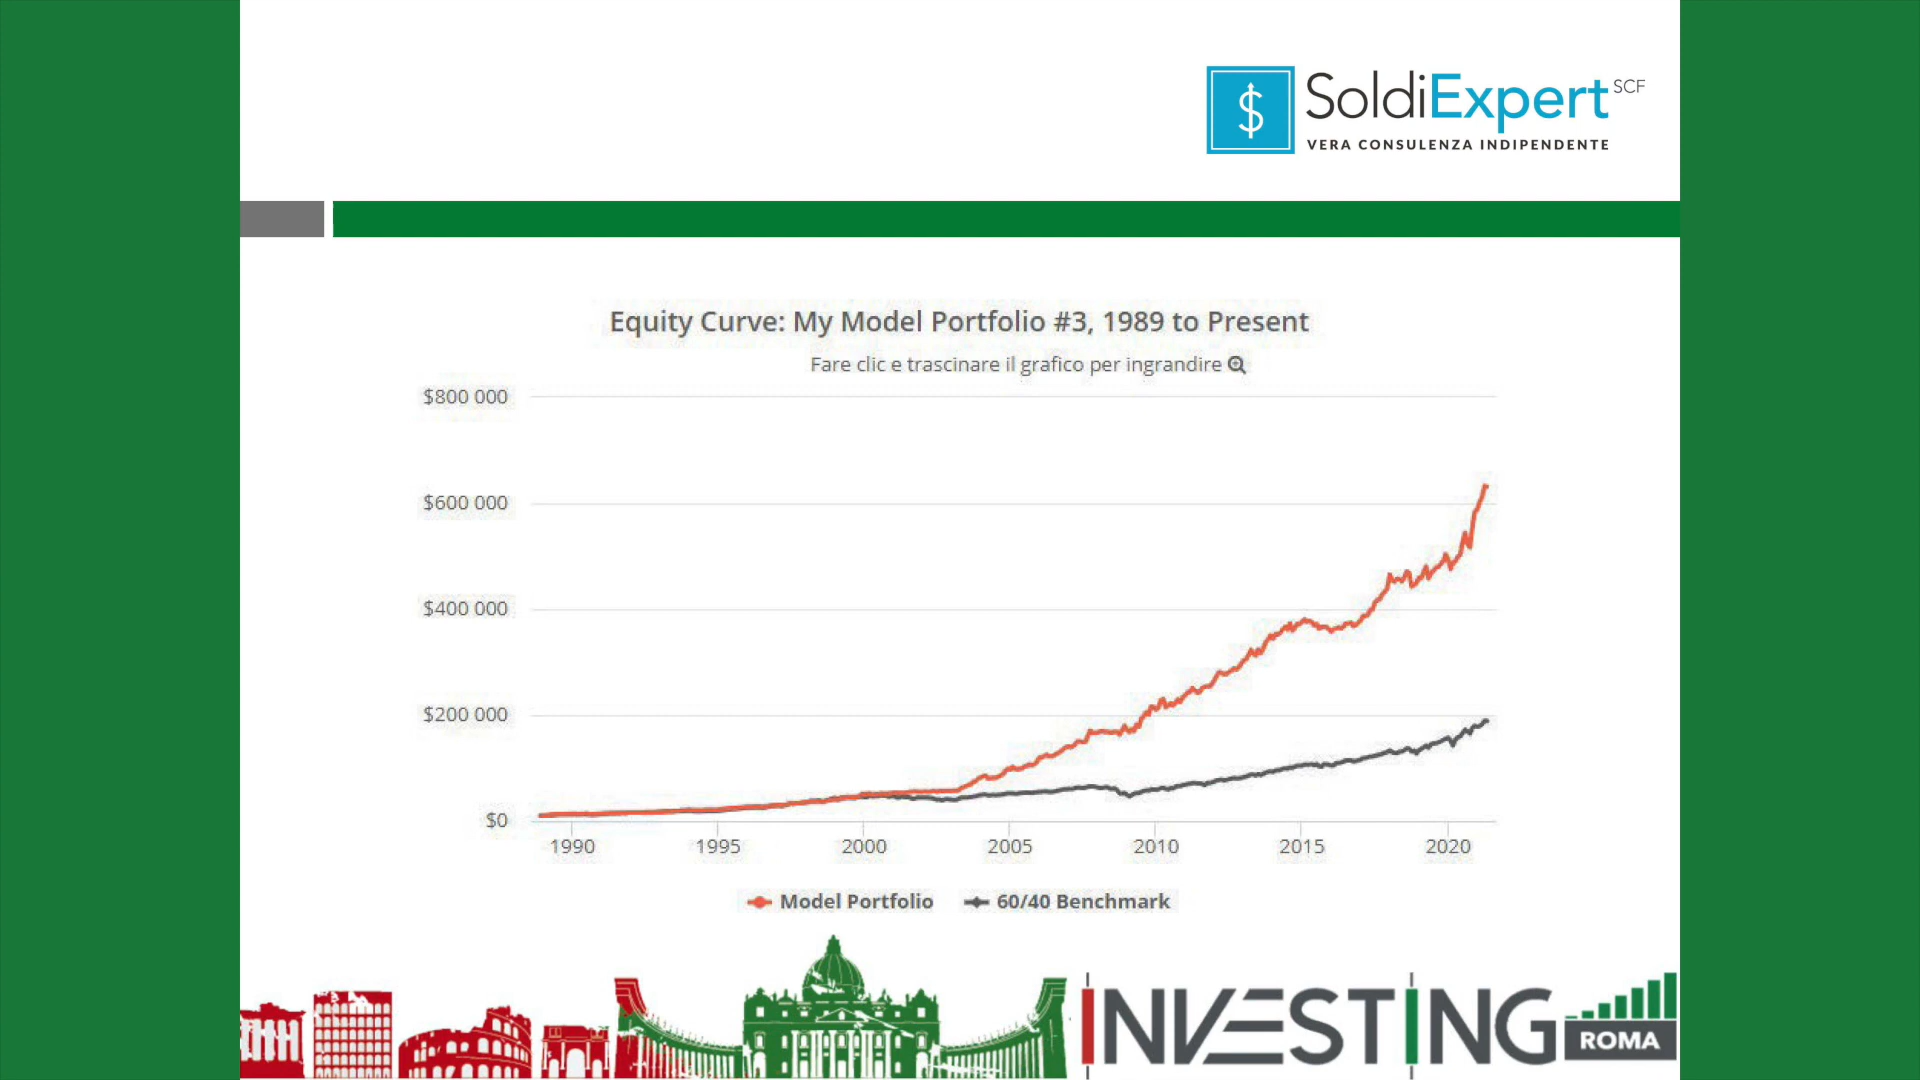 SoldiExpert SCF
VERA CONSULENZA INDIPENDENTE
Equity Curve: My Model Portfolio #3, 1989 to Present
Fare clic e trascinare il grafico per ingrandire
$800 000
$600 000
$400 000
$200 000
$0
1990 1995 2000 2005 2010 2015 2020
Model Portfolio 60/40 Benchmark
INVESTING
ROMA